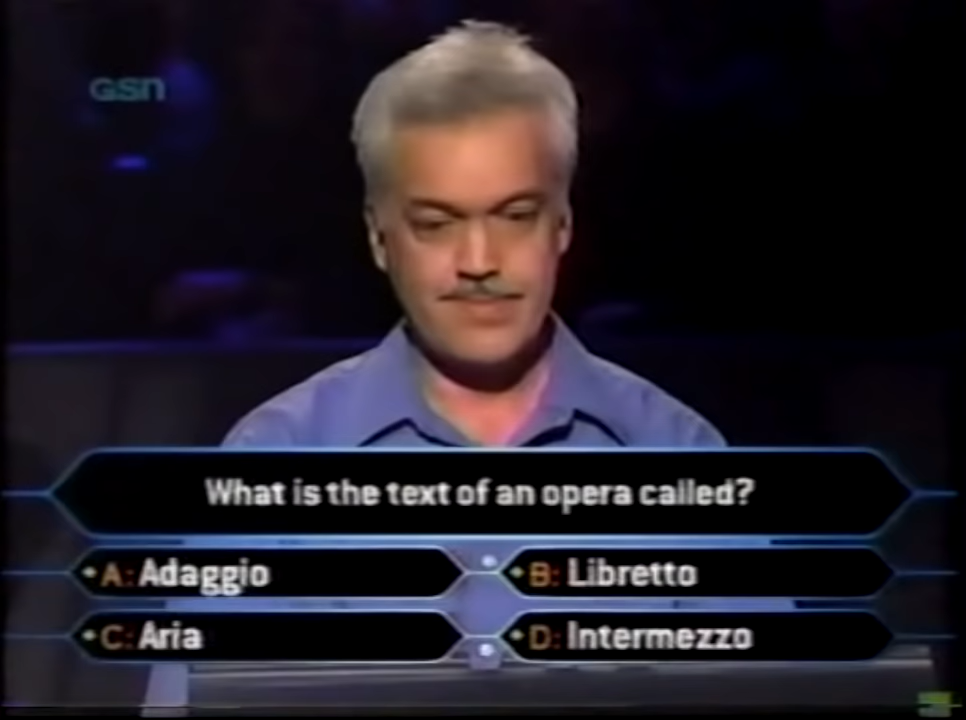 GSN
What is the text of an opera called?
A: Adaggio
B: Libretto
C: Aria
D: Intermezzo